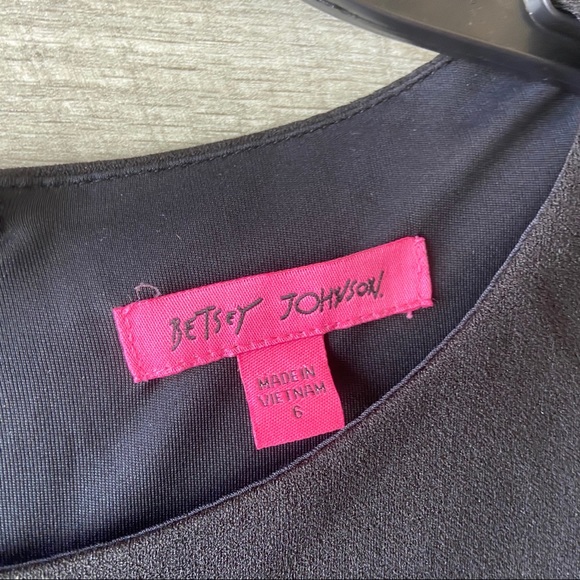 BETSEY JOHNSON.
MADE IN
VIETNAM
6